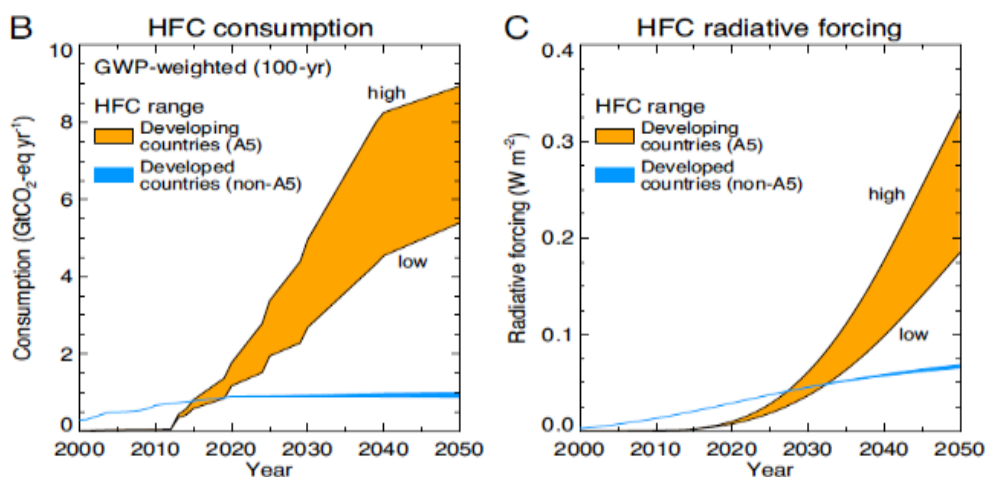 B
HFC consumption
10
8
6
4
2
0
Consumption (GtCO2-eq yr-1)
GWP-weighted (100-yr)
HFC range
Developing
countries (A5)
Developed
countries (non-A5)
high
low
2000 2010 2020 2030 2040 2050
Year
C
HFC radiative forcing
0.4
0.3
0.2
0.1
0.0
Radiative forcing (W m-2)
HFC range
Developing
countries (A5)
Developed
countries (non-A5)
high
low
2000 2010 2020 2030 2040 2050
Year